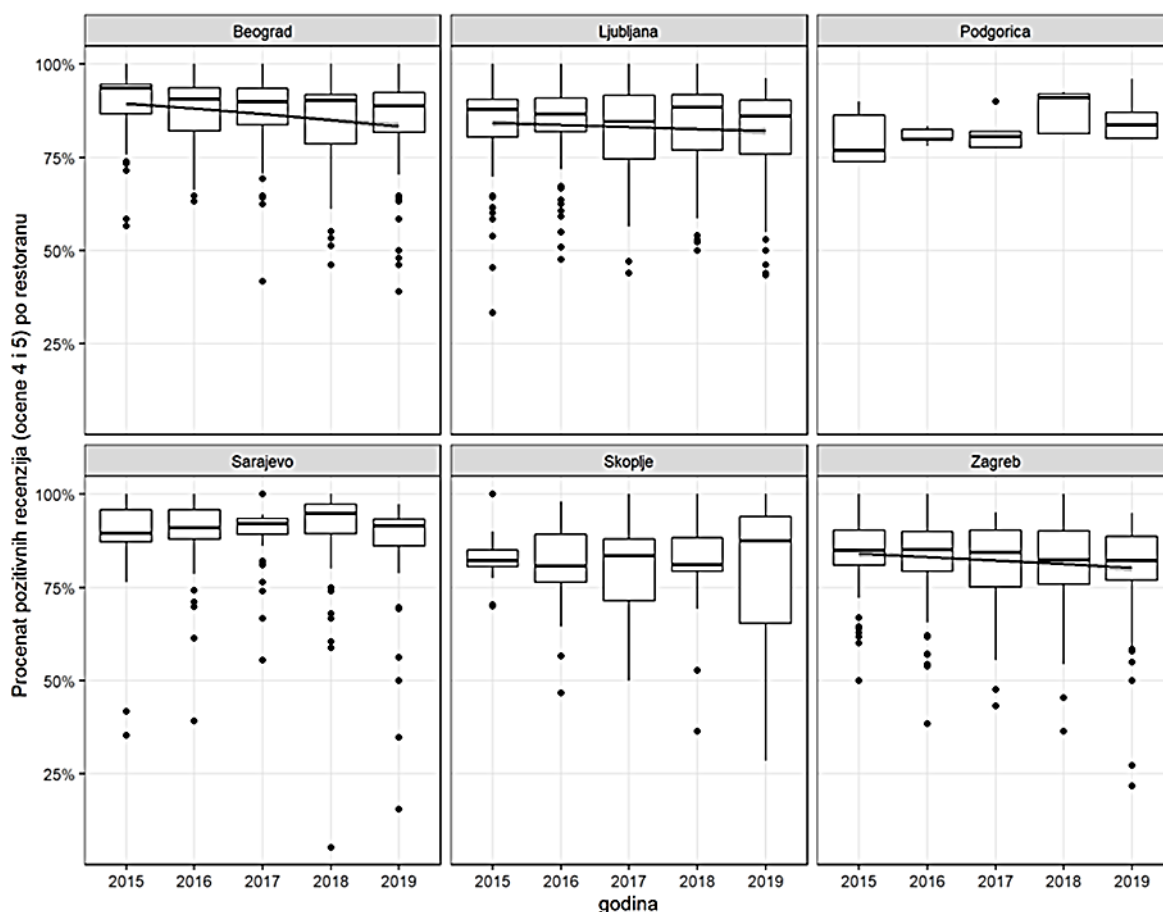 Beograd
Ljubljana
Podgorica
100%
75%
50%
25%
Sarajevo
Skoplje
Zagreb
100%
75%
50%
25%
Procenat pozitivnih recenzija (ocene 4 i 5) po restoranu
2015 2016 2017 2018 2019
2015 2016 2017 2018 2019
2015 2016 2017 2018 2019
godina